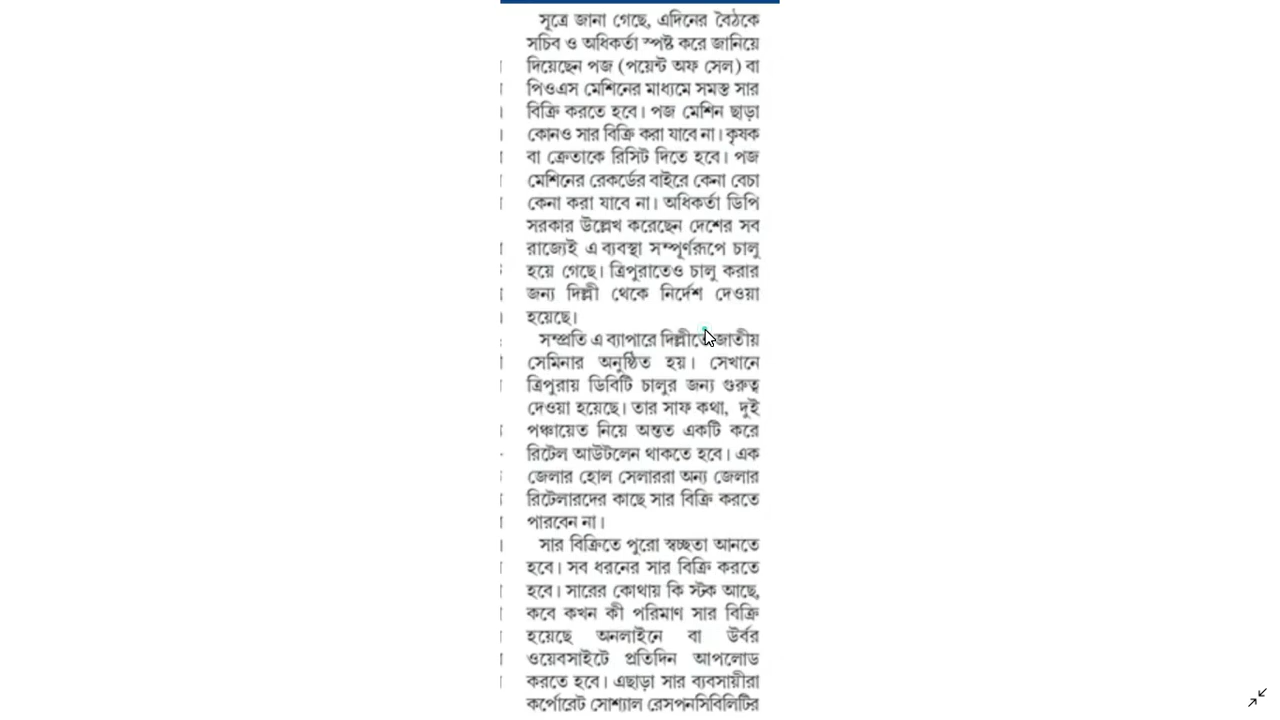 সূত্রে জানা গেছে, এদিনের বৈঠকে
সচিব ও অধিকর্তা স্পষ্ট করে জানিয়ে
দিয়েছেন পজ (পয়েন্ট অফ সেল) বা
পিওএস মেশিনের মাধ্যমে সমস্ত সার
বিক্রি করতে হবে। পজ মেশিন ছাড়া
কোনও সার বিক্রি করা যাবে না। কৃষক
বা ক্রেতাকে রিসিট দিতে হবে। পজ
মেশিনের রেকর্ডের বাইরে কেনা বেচা
কেনা করা যাবে না। অধিকর্তা ডিপি
সরকার উল্লেখ করেছেন দেশের সব
রাজ্যেই এ ব্যবস্থা সম্পূর্ণরূপে চালু
হয়ে গেছে। ত্রিপুরাতেও চালু করার
জন্য দিল্লী থেকে নির্দেশ দেওয়া
হয়েছে।
সম্প্রতি এ ব্যাপারে দিল্লীতে জাতীয়
সেমিনার অনুষ্ঠিত হয়। সেখানে
ত্রিপুরায় ডিবিটি চালুর জন্য গুরুত্ব
দেওয়া হয়েছে। তার সাফ কথা, দুই
পঞ্চায়েত নিয়ে অন্তত একটি করে
রিটেল আউটলেন থাকতে হবে। এক
জেলার হোল সেলাররা অন্য জেলার
রিটেলারদের কাছে সার বিক্রি করতে
পারবেন না।
সার বিক্রিতে পুরো স্বচ্ছতা আনতে
হবে। সব ধরনের সার বিক্রি করতে
হবে। সারের কোথায় কি স্টক আছে,
কবে কখন কী পরিমাণ সার বিক্রি
হয়েছে অনলাইনে বা উর্বর
ওয়েবসাইটে প্রতিদিন আপলোড
করতে হবে। এছাড়া সার ব্যবসায়ীরা
কর্পোরেট সোশ্যাল রেসপনসিবিলিটির